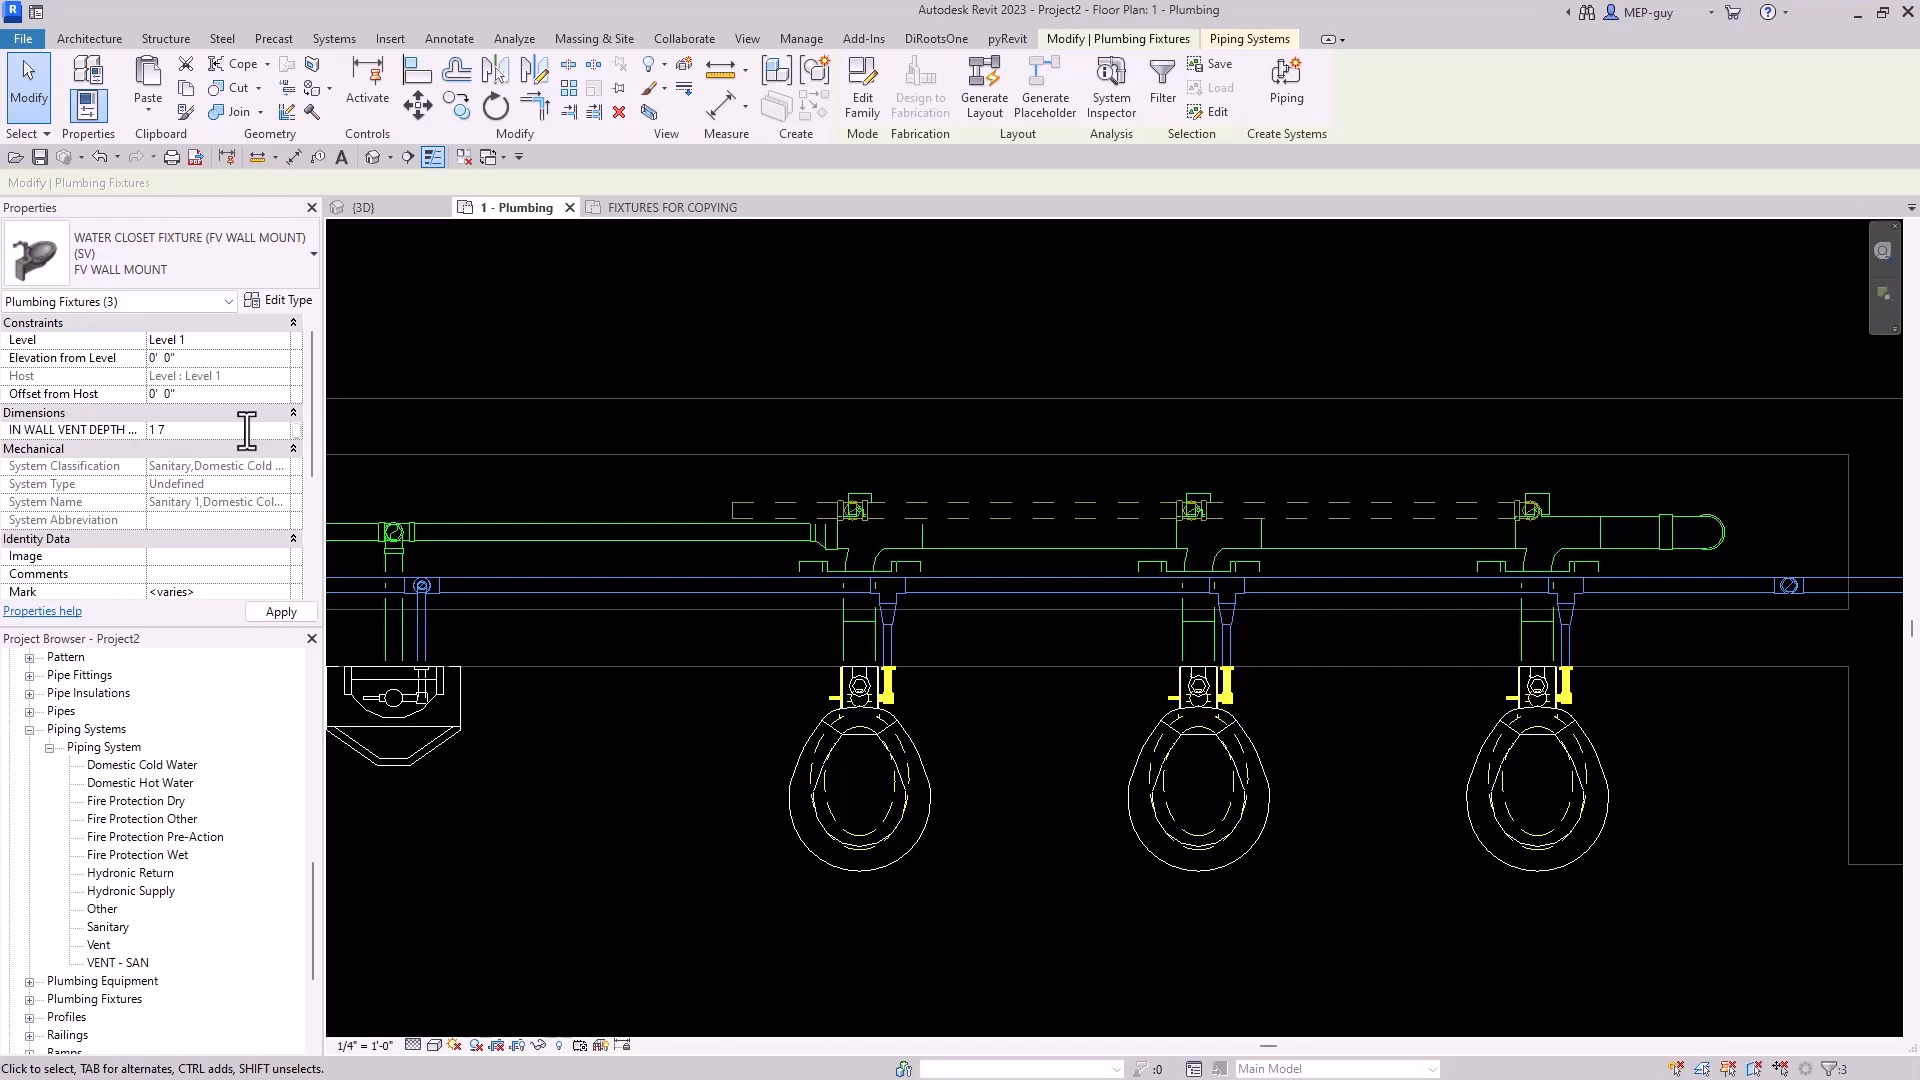 Autodesk Revit 2023 - Project2 - Floor Plan: 1 - Plumbing
MEP-guy
File Architecture Structure Steel Precast Systems Insert Annotate Analyze Massing & Site Collaborate View Manage Add-Ins DiRootsOne pyRevit Modify | Plumbing Fixtures Piping Systems
Cope Save
Cut Load
Modify Paste Join Activate Edit Family Design to Fabrication Generate Layout Generate Placeholder System Inspector Filter Edit Piping
Select Properties Clipboard Geometry Controls Modify View Measure Create Mode Fabrication Layout Analysis Selection Create Systems
Modify | Plumbing Fixtures
Properties
{3D} 1 - Plumbing FIXTURES FOR COPYING
WATER CLOSET FIXTURE (FV WALL MOUNT)
(SV)
FV WALL MOUNT
Plumbing Fixtures (3) Edit Type
Constraints
Level Level 1
Elevation from Level 0' 0"
Host Level : Level 1
Offset from Host 0' 0"
Dimensions
IN WALL VENT DEPTH ... 1 7
Mechanical
System Classification Sanitary,Domestic Cold ...
System Type Undefined
System Name Sanitary 1,Domestic Col...
System Abbreviation
Identity Data
Image
Comments
Mark <varies>
Properties help Apply
Project Browser - Project2
Pattern
Pipe Fittings
Pipe Insulations
Pipes
Piping Systems
Piping System
Domestic Cold Water
Domestic Hot Water
Fire Protection Dry
Fire Protection Other
Fire Protection Pre-Action
Fire Protection Wet
Hydronic Return
Hydronic Supply
Other
Sanitary
Vent
VENT - SAN
Plumbing Equipment
Plumbing Fixtures
Profiles
Railings
Ramps
1/4" = 1'-0"
Click to select, TAB for alternates, CTRL adds, SHIFT unselects. :0 Main Model :3